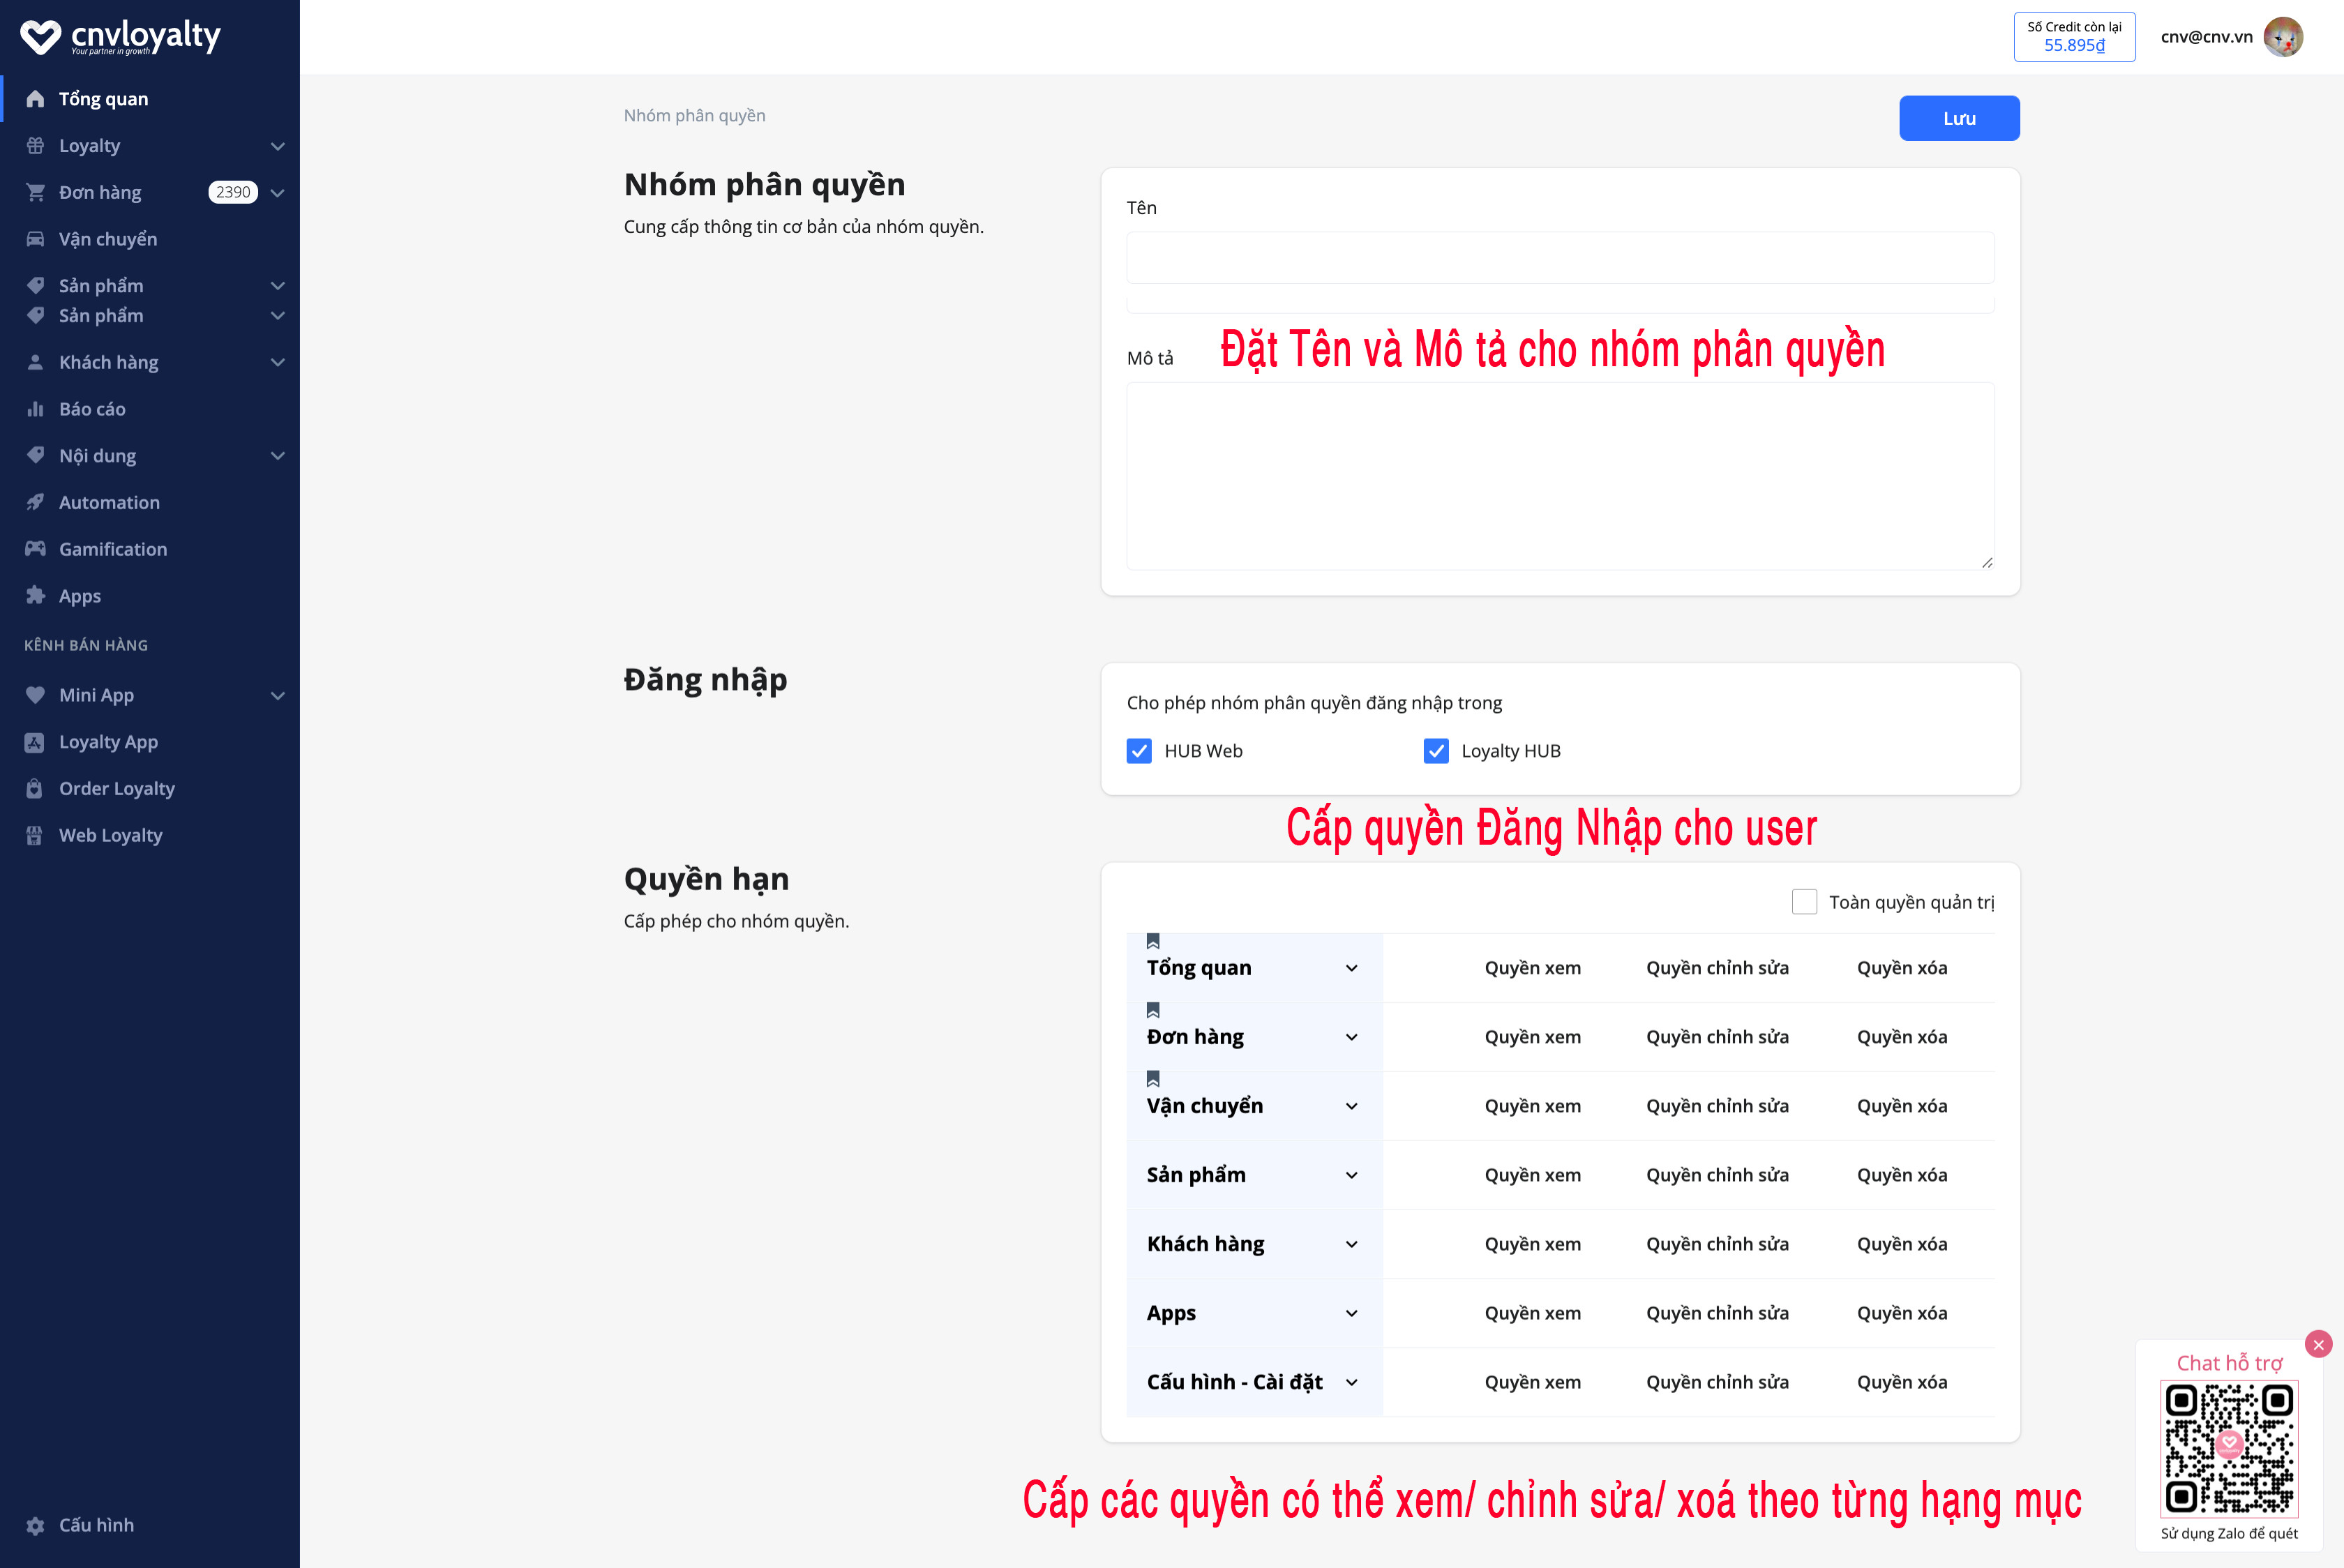 cnvloyalty
Your partner in growth
Số Credit còn lại
55.895₫
cnv@cnv.vn
Tổng quan
Loyalty
Đơn hàng 2390
Vận chuyển
Sản phẩm
Sản phẩm
Khách hàng
Báo cáo
Nội dung
Automation
Gamification
Apps
KÊNH BÁN HÀNG
Mini App
Loyalty App
Order Loyalty
Web Loyalty
Cấu hình
Nhóm phân quyền
Lưu
Nhóm phân quyền
Cung cấp thông tin cơ bản của nhóm quyền.
Tên
Mô tả
Đặt Tên và Mô tả cho nhóm phân quyền
Đăng nhập
Cho phép nhóm phân quyền đăng nhập trong
HUB Web
Loyalty HUB
Cấp quyền Đăng Nhập cho user
Quyền hạn
Cấp phép cho nhóm quyền.
Toàn quyền quản trị
Tổng quan Quyền xem Quyền chỉnh sửa Quyền xóa
Đơn hàng Quyền xem Quyền chỉnh sửa Quyền xóa
Vận chuyển Quyền xem Quyền chỉnh sửa Quyền xóa
Sản phẩm Quyền xem Quyền chỉnh sửa Quyền xóa
Khách hàng Quyền xem Quyền chỉnh sửa Quyền xóa
Apps Quyền xem Quyền chỉnh sửa Quyền xóa
Cấu hình - Cài đặt Quyền xem Quyền chỉnh sửa Quyền xóa
Cấp các quyền có thể xem/ chỉnh sửa/ xoá theo từng hạng mục
Chat hỗ trợ
Sử dụng Zalo để quét